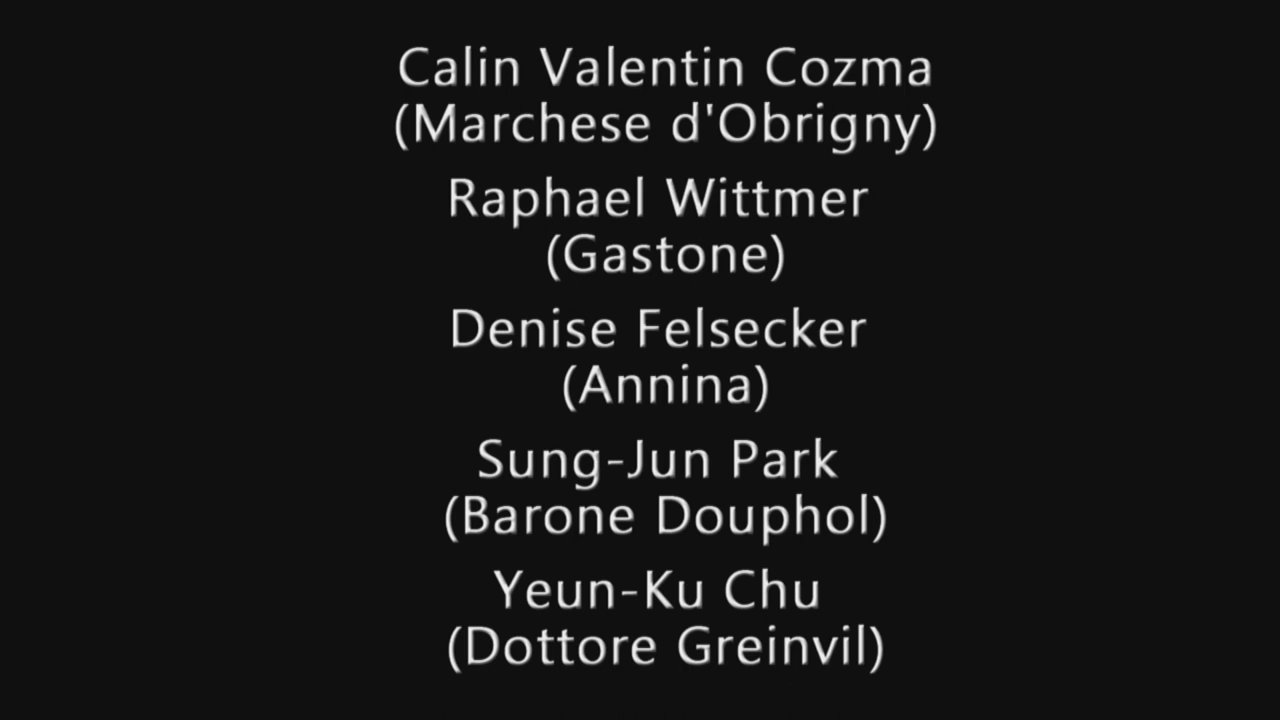 Calin Valentin Cozma
(Marchese d'Obrigny)
Raphael Wittmer
(Gastone)
Denise Felsecker
(Annina)
Sung-Jun Park
(Barone Douphol)
Yeun-Ku Chu
(Dottore Greinvil)